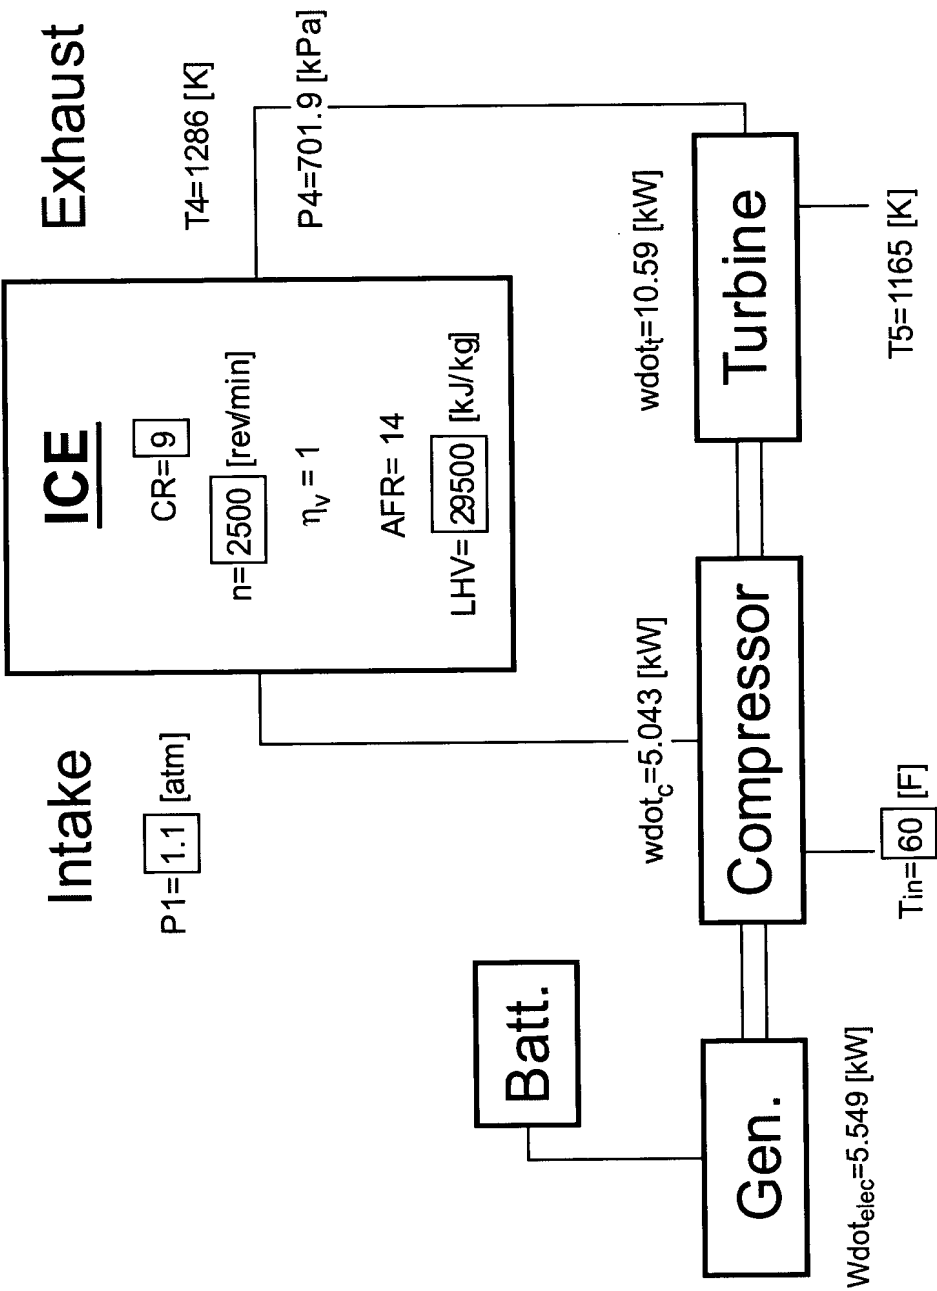 Intake
P1= 1.1 [atm]
ICE
CR= 9
n= 2500 [rev/min]
ηv = 1
AFR= 14
LHV= 29500 [kJ/kg]
Exhaust
T4=1286 [K]
P4=701.9 [kPa]
Batt.
wdotc=5.043 [kW]
wdott=10.59 [kW]
Gen.
Compressor
Turbine
Wdotelec=5.549 [kW]
Tin= 60 [F]
T5=1165 [K]